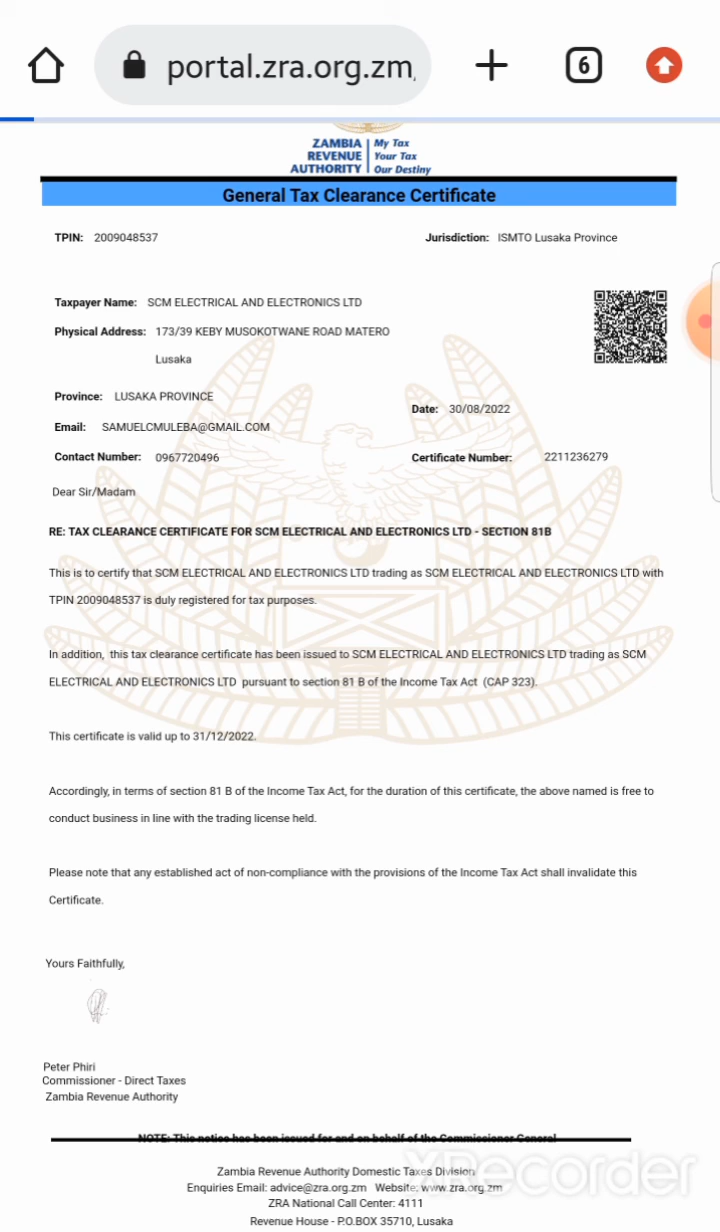 portal.zra.org.zm,
6
ZAMBIA REVENUE AUTHORITY
My Tax Your Tax Our Destiny
General Tax Clearance Certificate
TPIN: 2009048537 Jurisdiction: ISMTO Lusaka Province
Taxpayer Name: SCM ELECTRICAL AND ELECTRONICS LTD
Physical Address: 173/39 KEBY MUSOKOTWANE ROAD MATERO
Lusaka
Province: LUSAKA PROVINCE
Date: 30/08/2022
Email: SAMUELCMULEBA@GMAIL.COM
Contact Number: 0967720496
Certificate Number: 2211236279
Dear Sir/Madam
RE: TAX CLEARANCE CERTIFICATE FOR SCM ELECTRICAL AND ELECTRONICS LTD - SECTION 81B
This is to certify that SCM ELECTRICAL AND ELECTRONICS LTD trading as SCM ELECTRICAL AND ELECTRONICS LTD with
TPIN 2009048537 is duly registered for tax purposes.
In addition, this tax clearance certificate has been issued to SCM ELECTRICAL AND ELECTRONICS LTD trading as SCM
ELECTRICAL AND ELECTRONICS LTD pursuant to section 81 B of the Income Tax Act (CAP 323).
This certificate is valid up to 31/12/2022.
Accordingly, in terms of section 81 B of the Income Tax Act, for the duration of this certificate, the above named is free to
conduct business in line with the trading license held.
Please note that any established act of non-compliance with the provisions of the Income Tax Act shall invalidate this
Certificate.
Yours Faithfully,
Peter Phiri
Commissioner - Direct Taxes
Zambia Revenue Authority
NOTE: This notice has been issued for and on behalf of the Commissioner General
Zambia Revenue Authority Domestic Taxes Division
Enquiries Email: advice@zra.org.zm Website: www.zra.org.zm
ZRA National Call Center: 4111
Revenue House - P.O.BOX 35710, Lusaka
XRecorder